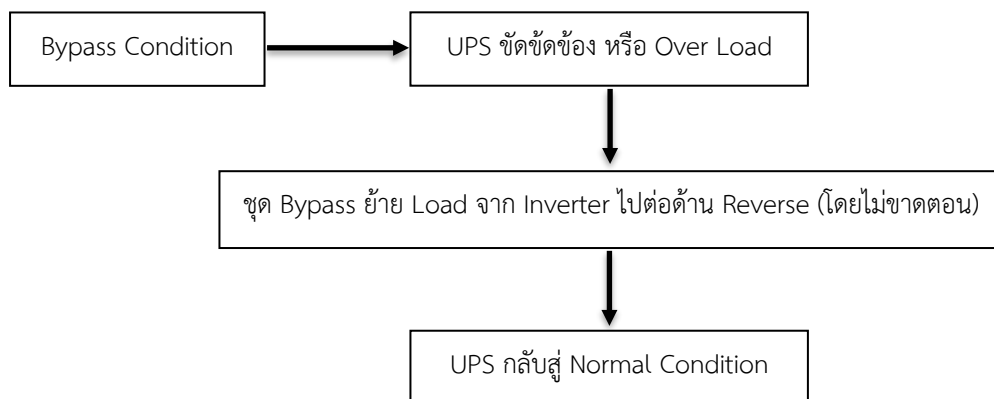 Bypass Condition
UPS ขัดข้ดข้อง หรือ Over Load
ชุด Bypass ย้าย Load จาก Inverter ไปต่อด้าน Reverse (โดยไม่ขาดตอน)
UPS กลับสู่ Normal Condition